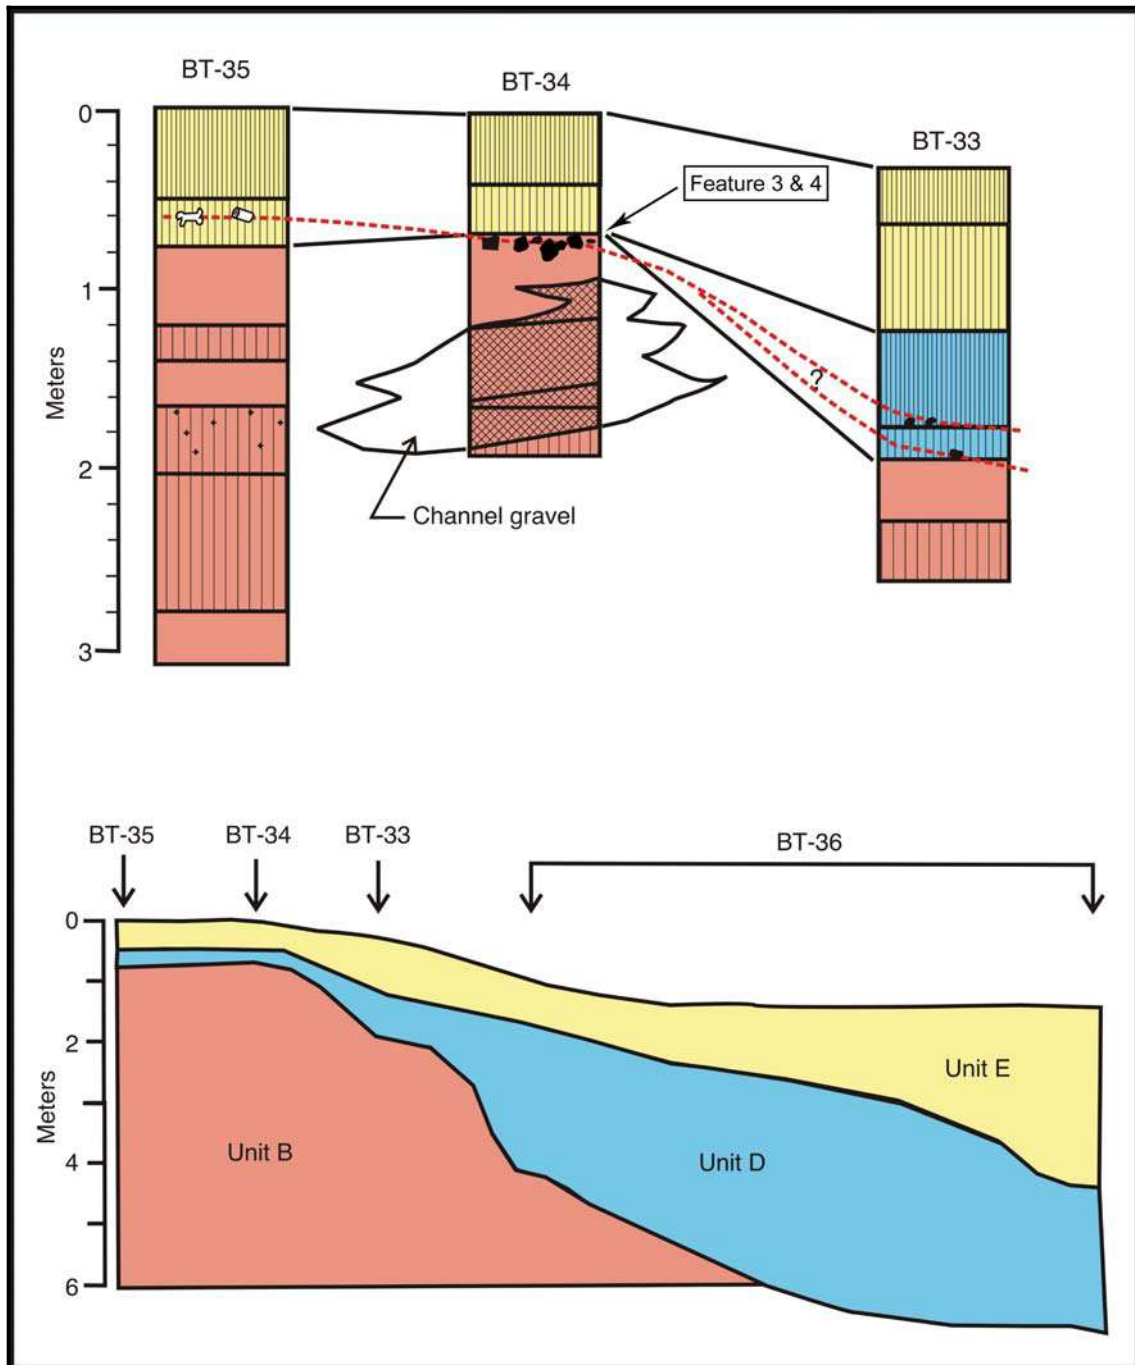 BT-35
BT-34
BT-33
0
Feature 3 & 4
1
Meters
?
2
Channel gravel
3
BT-35
BT-34
BT-33
BT-36
0
2
Unit E
Meters
Unit B
4
Unit D
6